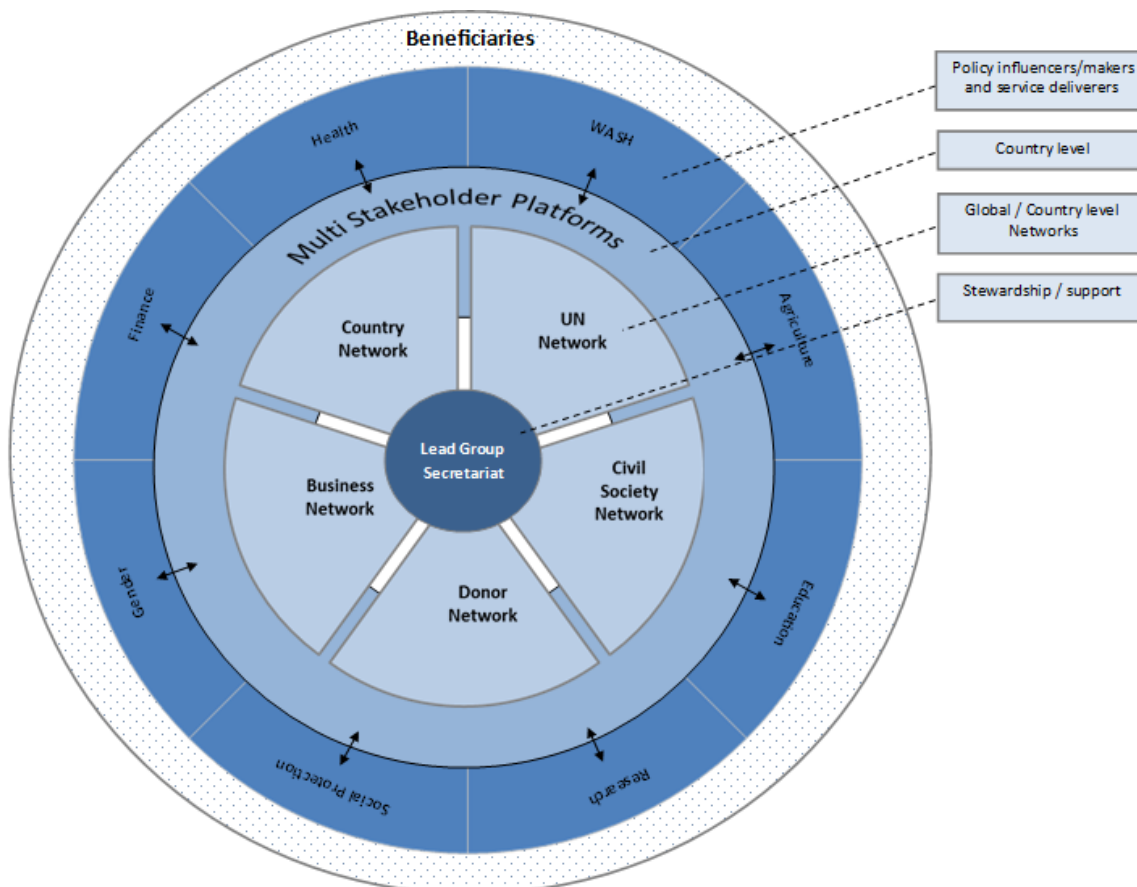 Beneficiaries
Policy influencers/makers
and service deliverers
Country level
Global / Country level
Networks
Stewardship / support
Health
WASH
Finance
Agriculture
Gender
Education
Social Protection
Research
Multi Stakeholder Platforms
Country
Network
UN
Network
Business
Network
Civil
Society
Network
Donor
Network
Lead Group
Secretariat